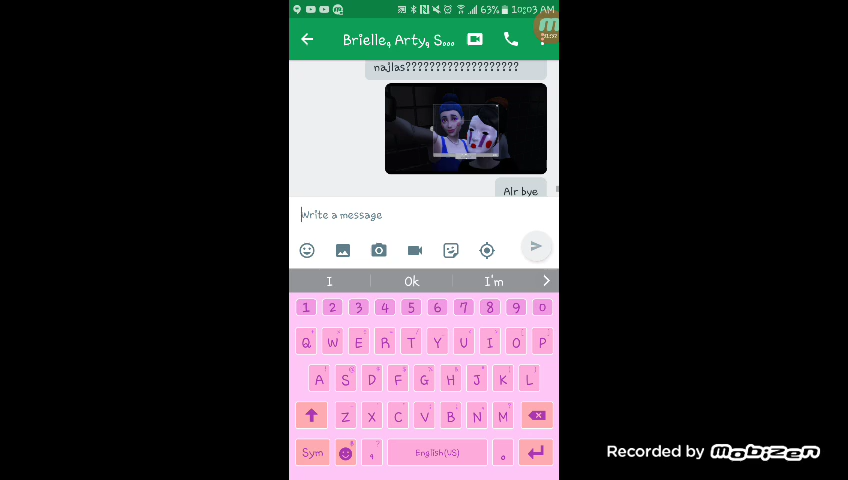 63% 10:03 AM
Brielle, Arty, S...
najlas???????????????????
Alr bye
Write a message
I Ok I'm
1 2 3 4 5 6 7 8 9 0
Q W E R T Y U I O P
A S D F G H J K L
Z X C V B N M
Sym , English(US) .
Recorded by Mobizen